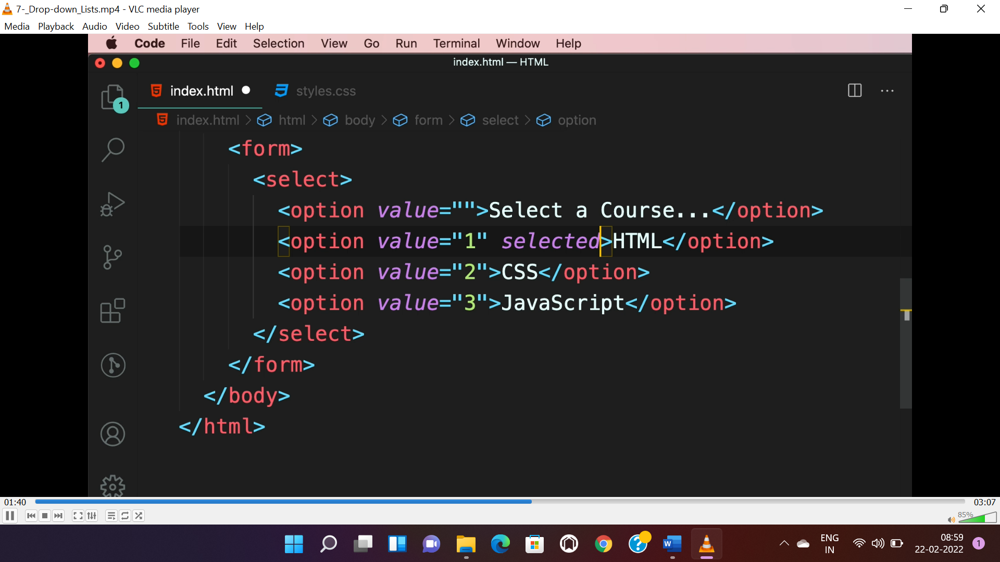 7-_Drop-down_Lists.mp4 - VLC media player
Media Playback Audio Video Subtitle Tools View Help
Code File Edit Selection View Go Run Terminal Window Help
index.html — HTML
index.html styles.css
1
index.html > html > body > form > select > option
<form>
<select>
<option value="">Select a Course...</option>
<option value="1" selected>HTML</option>
<option value="2">CSS</option>
<option value="3">JavaScript</option>
</select>
</form>
</body>
</html>
01:40 03:07
85%
ENG 08:59
IN 22-02-2022 1